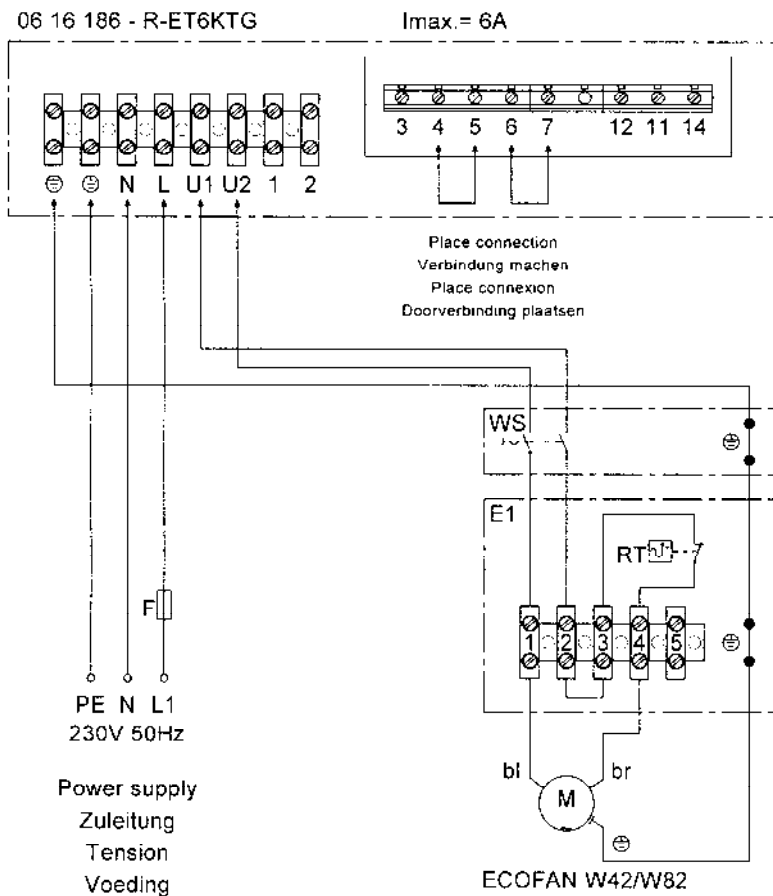 06 16 186 - R-ET6KTG
Imax.= 6A
3 4 5 6 7 12 11 14
N L U1 U2 1 2
Place connection
Verbindung machen
Place connexion
Doorverbinding plaatsen
WS
E1
RT
F
1 2 3 4 5
PE N L1
230V 50Hz
bl
br
M
Power supply
Zuleitung
Tension
Voeding
ECOFAN W42/W82